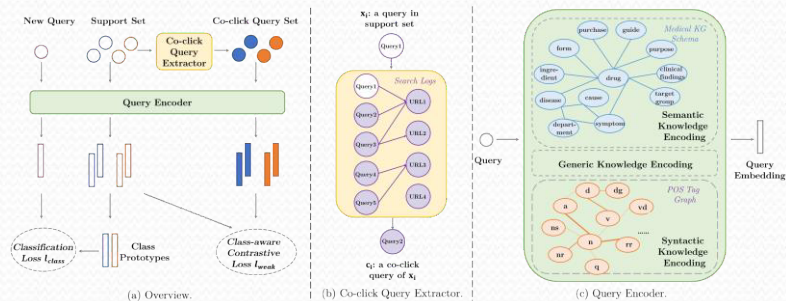 New Query
Support Set
Co-click Query Set
Co-click
Query
Extractor
Query Encoder
Classification
Loss l_class
Class
Prototypes
Class-aware
Contrastive
Loss l_weak
(a) Overview.
x_i: a query in
support set
Query1
Search Logs
Query1
URL1
Query2
Query3
URL2
Query4
URL3
Query5
URL4
Query2
c_i: a co-click
query of x_i
(b) Co-click Query Extractor.
Query
purchase
guide
Medical KG
Schema
form
purpose
ingre-
dient
drug
clinical
findings
disease
cause
target
group
depart-
ment
symptom
Semantic
Knowledge
Encoding
Generic Knowledge Encoding
d
dg
POS Tag
Graph
a
v
vd
ns
n
......
rr
nr
q
Syntactic
Knowledge
Encoding
Query
Embedding
(c) Query Encoder.